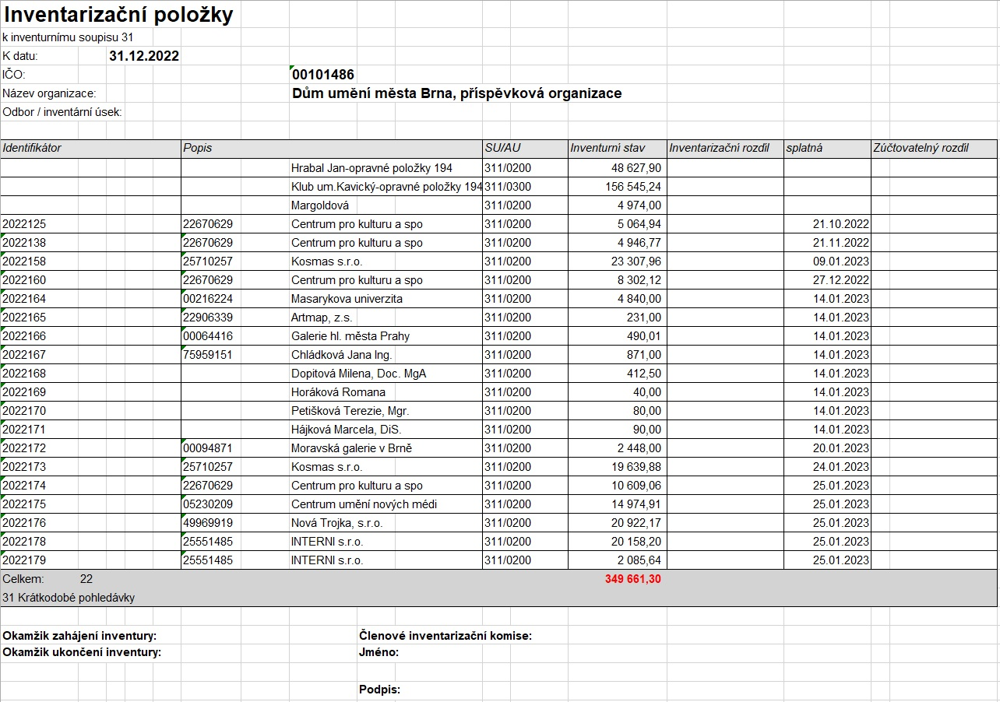 Inventarizační položky
k inventurnímu soupisu 31
K datu: 31.12.2022
IČO: 00101486
Název organizace: Dům umění města Brna, příspěvková organizace
Odbor / inventární úsek:
Identifikátor Popis SU/AU Inventurní stav Inventarizační rozdíl splatná Zúčtovatelný rozdíl
Hrabal Jan-opravné položky 194 311/0200 48 627,90
Klub um.Kavický-opravné položky 194 311/0300 156 545,24
Margoldová 311/0200 4 974,00
2022125 22670629 Centrum pro kulturu a spo 311/0200 5 064,94 21.10.2022
2022138 22670629 Centrum pro kulturu a spo 311/0200 4 946,77 21.11.2022
2022158 25710257 Kosmas s.r.o. 311/0200 23 307,96 09.01.2023
2022160 22670629 Centrum pro kulturu a spo 311/0200 8 302,12 27.12.2022
2022164 00216224 Masarykova univerzita 311/0200 4 840,00 14.01.2023
2022165 22906339 Artmap, z.s. 311/0200 231,00 14.01.2023
2022166 00064416 Galerie hl. města Prahy 311/0200 490,01 14.01.2023
2022167 75959151 Chládková Jana Ing. 311/0200 871,00 14.01.2023
2022168 Dopitová Milena, Doc. MgA 311/0200 412,50 14.01.2023
2022169 Horáková Romana 311/0200 40,00 14.01.2023
2022170 Petišková Terezie, Mgr. 311/0200 80,00 14.01.2023
2022171 Hájková Marcela, DiS. 311/0200 90,00 14.01.2023
2022172 00094871 Moravská galerie v Brně 311/0200 2 448,00 20.01.2023
2022173 25710257 Kosmas s.r.o. 311/0200 19 639,88 24.01.2023
2022174 22670629 Centrum pro kulturu a spo 311/0200 10 609,06 25.01.2023
2022175 05230209 Centrum umění nových médi 311/0200 14 974,91 25.01.2023
2022176 49969919 Nová Trojka, s.r.o. 311/0200 20 922,17 25.01.2023
2022178 25551485 INTERNI s.r.o. 311/0200 20 158,20 25.01.2023
2022179 25551485 INTERNI s.r.o. 311/0200 2 085,64 25.01.2023
Celkem: 22 349 661,30
31 Krátkodobé pohledávky
Okamžik zahájení inventury: Členové inventarizační komise:
Okamžik ukončení inventury: Jméno:
Podpis: